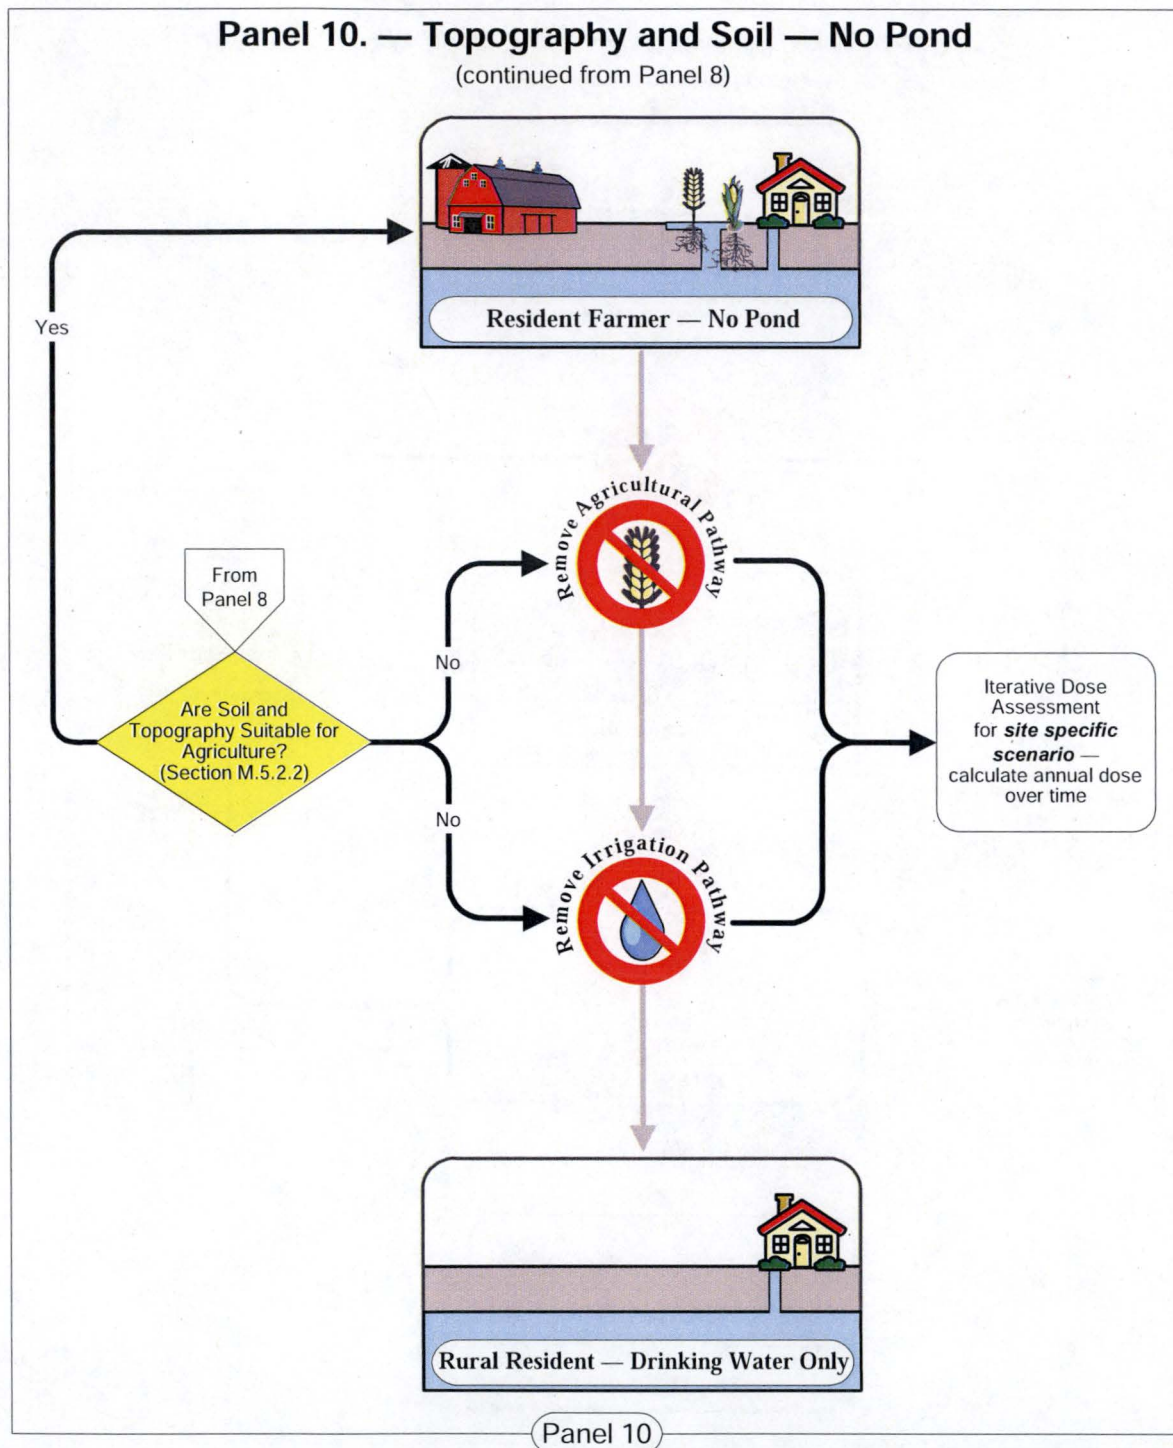 Panel 10. — Topography and Soil — No Pond
(continued from Panel 8)
Resident Farmer — No Pond
Yes
Remove Agricultural Pathway
From
Panel 8
No
Are Soil and
Topography Suitable for
Agriculture?
(Section M.5.2.2)
Iterative Dose
Assessment
for site specific
scenario —
calculate annual dose
over time
No
Remove Irrigation Pathway
Rural Resident — Drinking Water Only
Panel 10